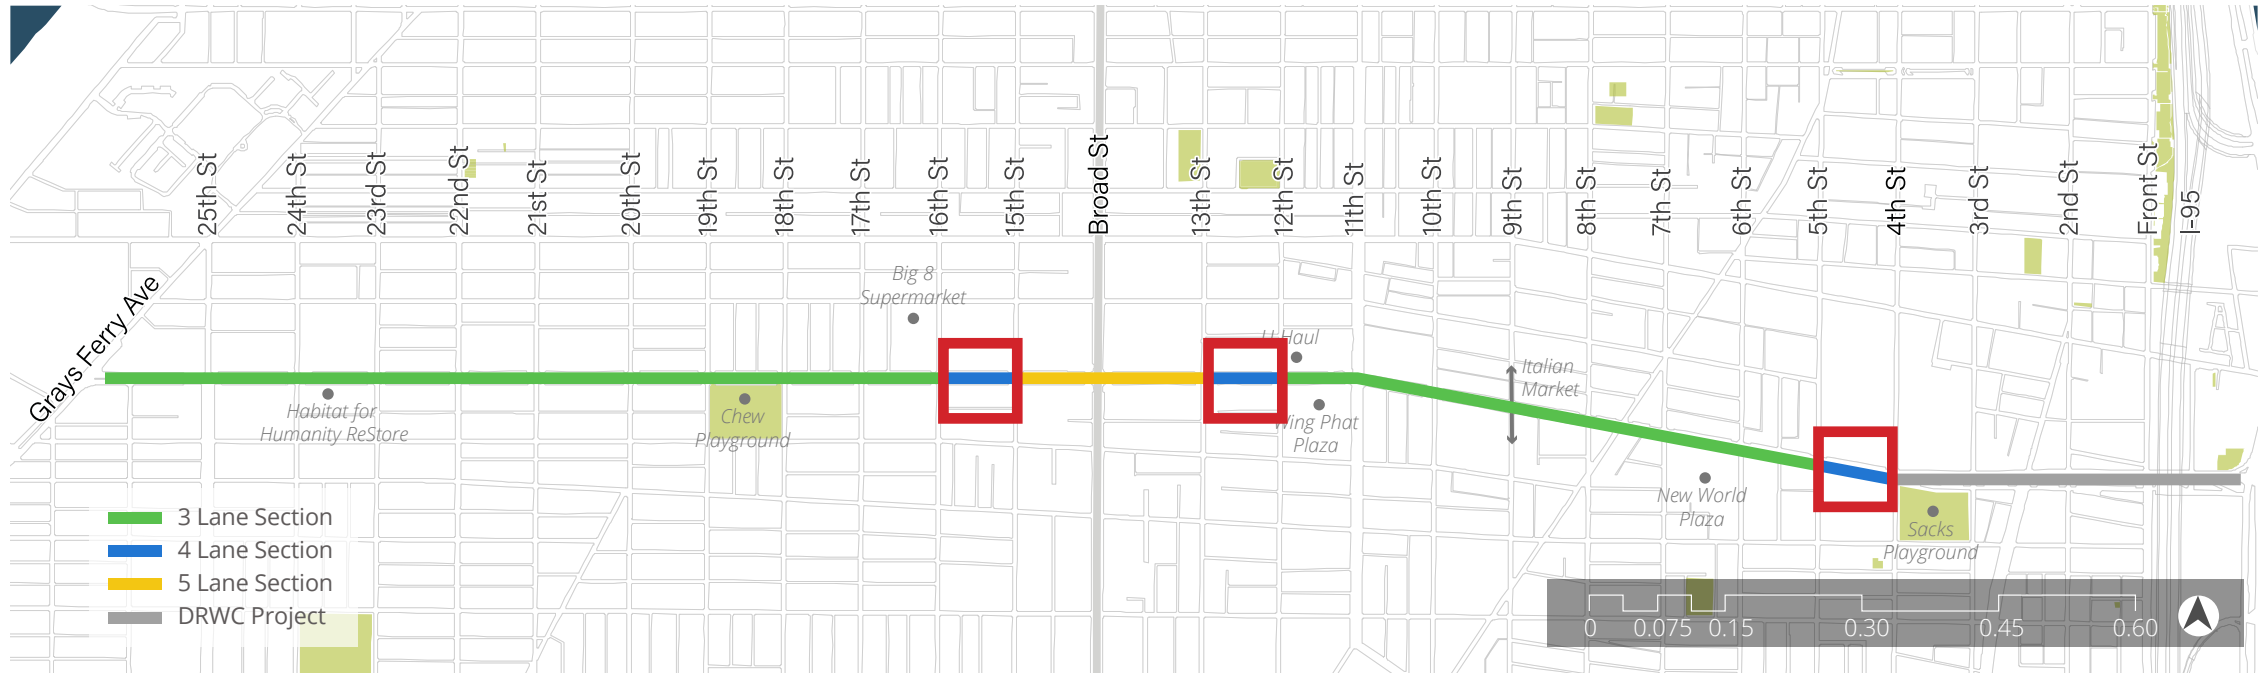 25th St
24th St
23rd St
22nd St
21st St
20th St
19th St
18th St
17th St
16th St
15th St
Broad St
13th St
12th St
11th St
10th St
9th St
8th St
7th St
6th St
5th St
4th St
3rd St
2nd St
Front St
I-95
Grays Ferry Ave
Big 8
Supermarket
U-Haul
Italian
Market
Habitat for
Humanity ReStore
Chew
Playground
Wing Phat
Plaza
New World
Plaza
Sacks
Playground
3 Lane Section
4 Lane Section
5 Lane Section
DRWC Project
0 0.075 0.15 0.30 0.45 0.60